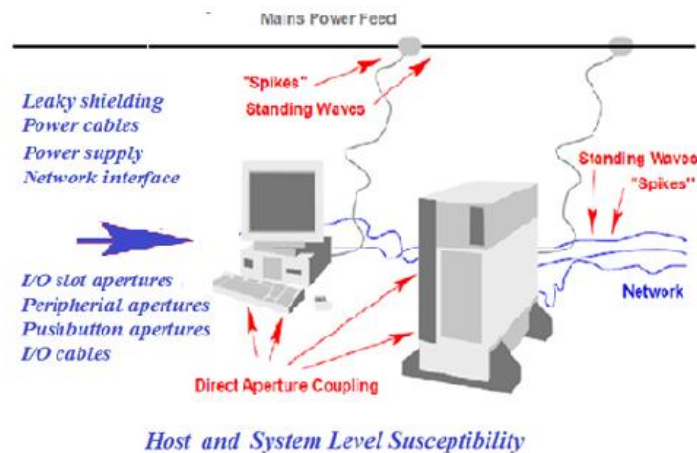 Mains Power Feed
"Spikes"
Standing Waves
Leaky shielding
Power cables
Power supply
Network interface
Standing Waves
"Spikes"
I/O slot apertures
Peripherial apertures
Pushbutton apertures
I/O cables
Network
Direct Aperture Coupling
Host and System Level Susceptibility